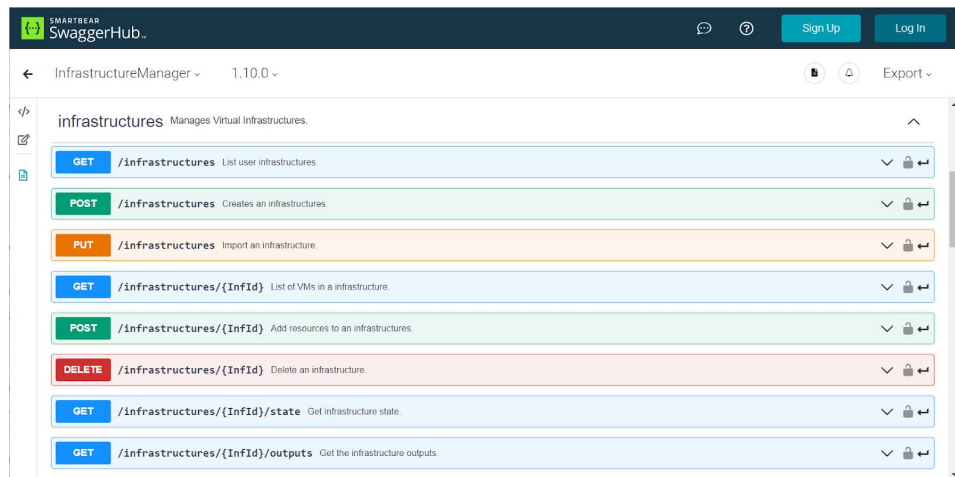 SMARTBEAR
SwaggerHub™
Sign Up
Log In
InfrastructureManager
1.10.0
Export
infrastructures Manages Virtual Infrastructures.
GET /infrastructures List user infrastructures.
POST /infrastructures Creates an infrastructures.
PUT /infrastructures Import an infrastructure.
GET /infrastructures/{InfId} List of VMs in a infrastructure.
POST /infrastructures/{InfId} Add resources to an infrastructures.
DELETE /infrastructures/{InfId} Delete an infrastructure.
GET /infrastructures/{InfId}/state Get infrastructure state.
GET /infrastructures/{InfId}/outputs Get the infrastructure outputs.